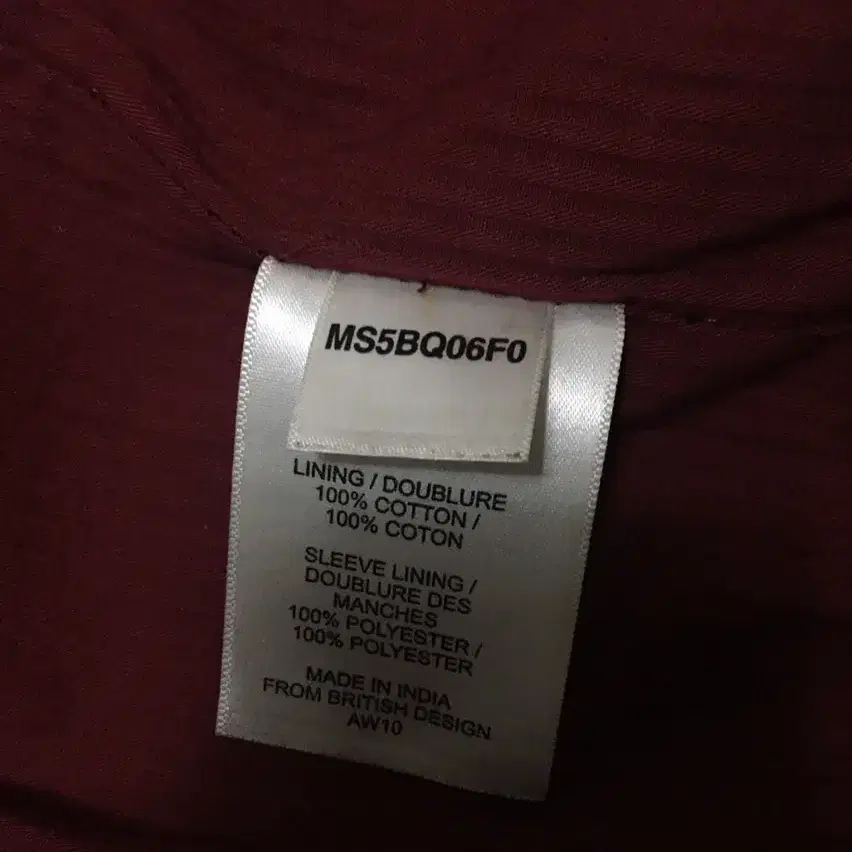 MS5BQ06F0
LINING / DOUBLURE
100% COTTON /
100% COTON
SLEEVE LINING /
DOUBLURE DES
MANCHES
100% POLYESTER /
100% POLYESTER
MADE IN INDIA
FROM BRITISH DESIGN
AW10